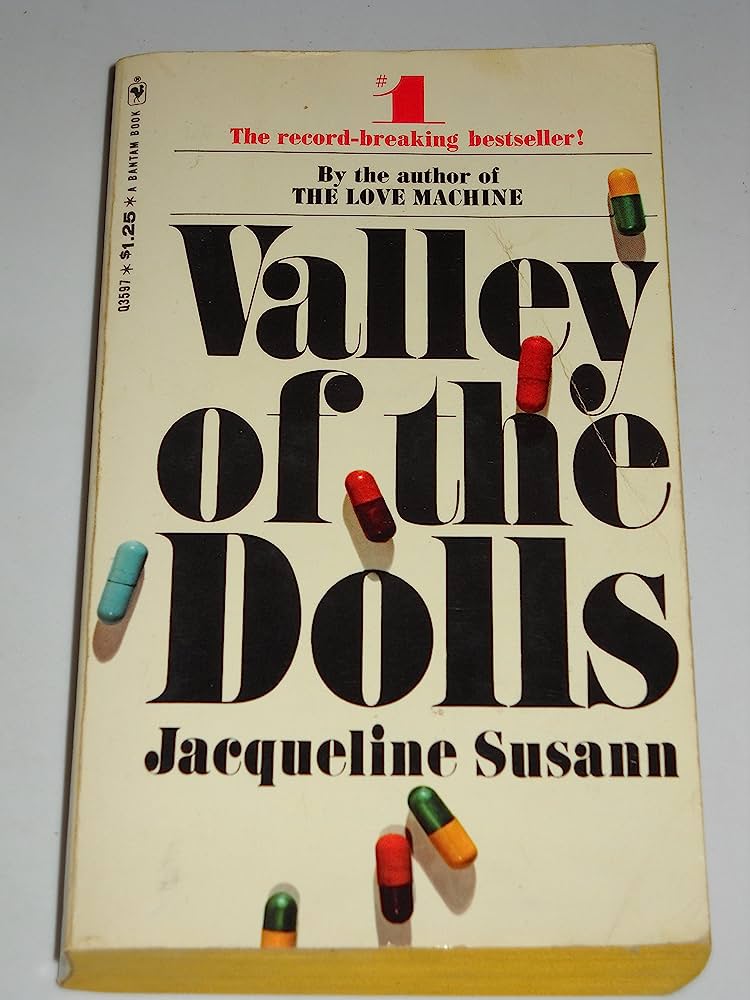 #1
The record-breaking bestseller!
By the author of
THE LOVE MACHINE
Valley
of the
Dolls
Jacqueline Susann
Q3597 * $1.25 * A BANTAM BOOK ®